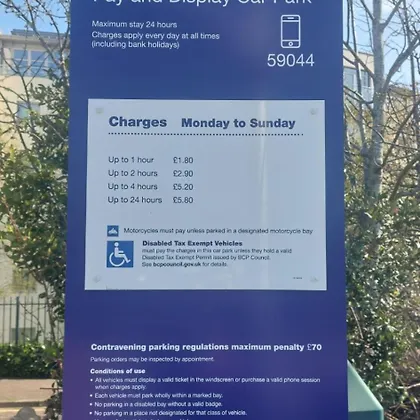 Pay and Display Car Park
Maximum stay 24 hours
Charges apply every day at all times
(including bank holidays)
59044
Charges Monday to Sunday
Up to 1 hour £1.80
Up to 2 hours £2.90
Up to 4 hours £5.20
Up to 24 hours £5.80
Motorcycles must pay unless parked in a designated motorcycle bay
Disabled Tax Exempt Vehicles
must pay the charges in this car park unless they hold a valid
Disabled Tax Exempt Permit issued by BCP Council.
See bcpcouncil.gov.uk for details.
Contravening parking regulations maximum penalty £70
Parking orders may be inspected by appointment.
Conditions of use
• All vehicles must display a valid ticket in the windscreen or purchase a valid phone session
when charges apply.
• Each vehicle must park wholly within a marked bay.
• No parking in a disabled bay without a valid badge.
• No parking in a place not designated for that class of vehicle.